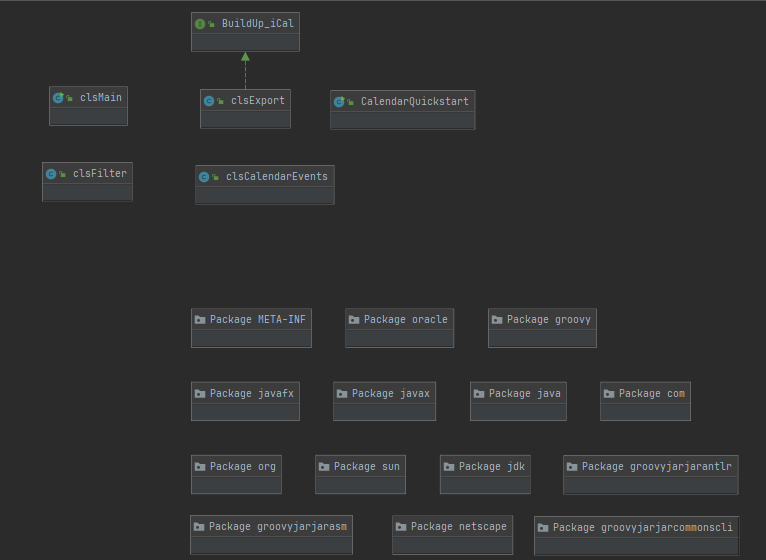 BuildUp_iCal
clsMain
clsExport
CalendarQuickstart
clsFilter
clsCalendarEvents
Package META-INF
Package oracle
Package groovy
Package javafx
Package javax
Package java
Package com
Package org
Package sun
Package jdk
Package groovyjarjarantlr
Package groovyjarjarasm
Package netscape
Package groovyjarjarcommonscli